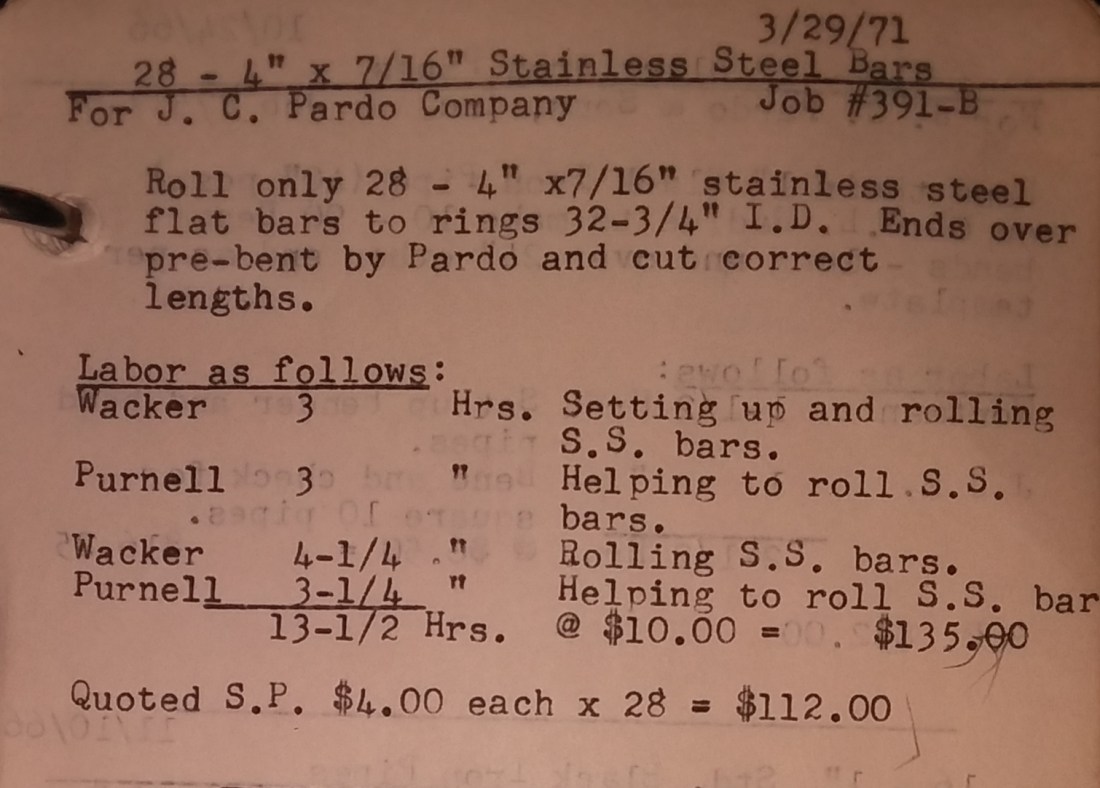 3/29/71
28 - 4" x 7/16" Stainless Steel Bars
For J. C. Pardo Company Job #391-B
Roll only 28 - 4" x7/16" stainless steel
flat bars to rings 32-3/4" I.D. Ends over
pre-bent by Pardo and cut correct
lengths.
Labor as follows:
Wacker 3 Hrs. Setting up and rolling
S.S. bars.
Purnell 3 " Helping to roll S.S.
bars.
Wacker 4-1/4 " Rolling S.S. bars.
Purnell 3-1/4 " Helping to roll S.S. bar
13-1/2 Hrs. @ $10.00 = $135.00
Quoted S.P. $4.00 each x 28 = $112.00